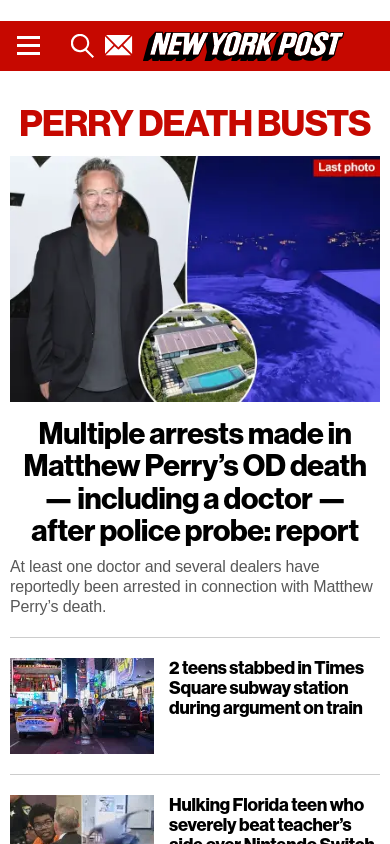 NEW YORK POST
PERRY DEATH BUSTS
Last photo
Multiple arrests made in
Matthew Perry’s OD death
— including a doctor —
after police probe: report
At least one doctor and several dealers have
reportedly been arrested in connection with Matthew
Perry’s death.
2 teens stabbed in Times
Square subway station
during argument on train
Hulking Florida teen who
severely beat teacher’s
side over Nintendo Switch